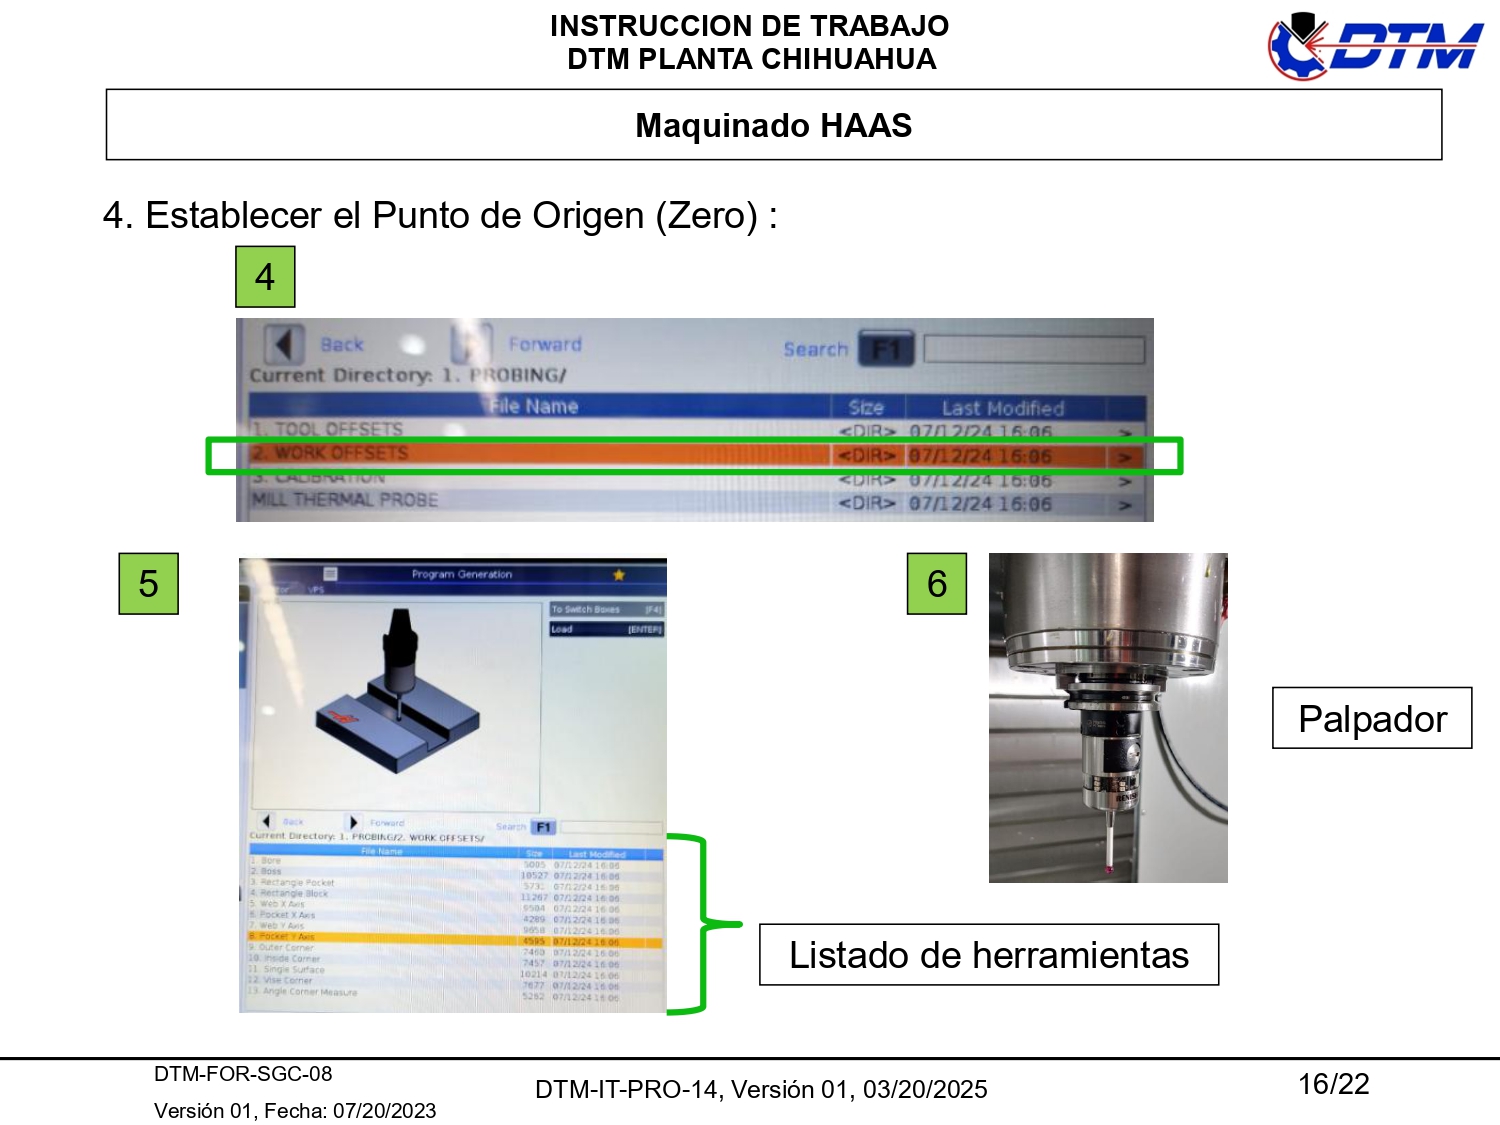 INSTRUCCION DE TRABAJO
DTM PLANTA CHIHUAHUA
DTM
Maquinado HAAS
4. Establecer el Punto de Origen (Zero) :
4
Back Forward Search F1
Current Directory: 1. PROBING/
File Name Size Last Modified
1. TOOL OFFSETS <DIR> 07/12/24 16:06 >
2. WORK OFFSETS <DIR> 07/12/24 16:06 >
3. CALIBRATION <DIR> 07/12/24 16:06 >
MILL THERMAL PROBE <DIR> 07/12/24 16:06 >
5
Program Generation
VPS
To Switch Boxes [F4]
Load [ENTER]
Back Forward Search F1
Current Directory: 1. PROBING/2. WORK OFFSETS/
File Name Size Last Modified
1. Bore 5005 07/12/24 16:06
2. Boss 10527 07/12/24 16:06
3. Rectangle Pocket 07/12/24 16:06
4. Rectangle Block 11267 07/12/24 16:06
5. Web X Axis 07/12/24 16:06
6. Pocket X Axis 4289 07/12/24 16:06
7. Web Y Axis 07/12/24 16:06
8. Pocket Y Axis 4595 07/12/24 16:06
9. Outer Corner 7460 07/12/24 16:06
10. Inside Corner 7457 07/12/24 16:06
11. Single Surface 10214 07/12/24 16:06
12. Vise Corner 7677 07/12/24 16:06
13. Angle Corner Measure 5262 07/12/24 16:06
6
Palpador
Listado de herramientas
DTM-FOR-SGC-08
Versión 01, Fecha: 07/20/2023
DTM-IT-PRO-14, Versión 01, 03/20/2025
16/22